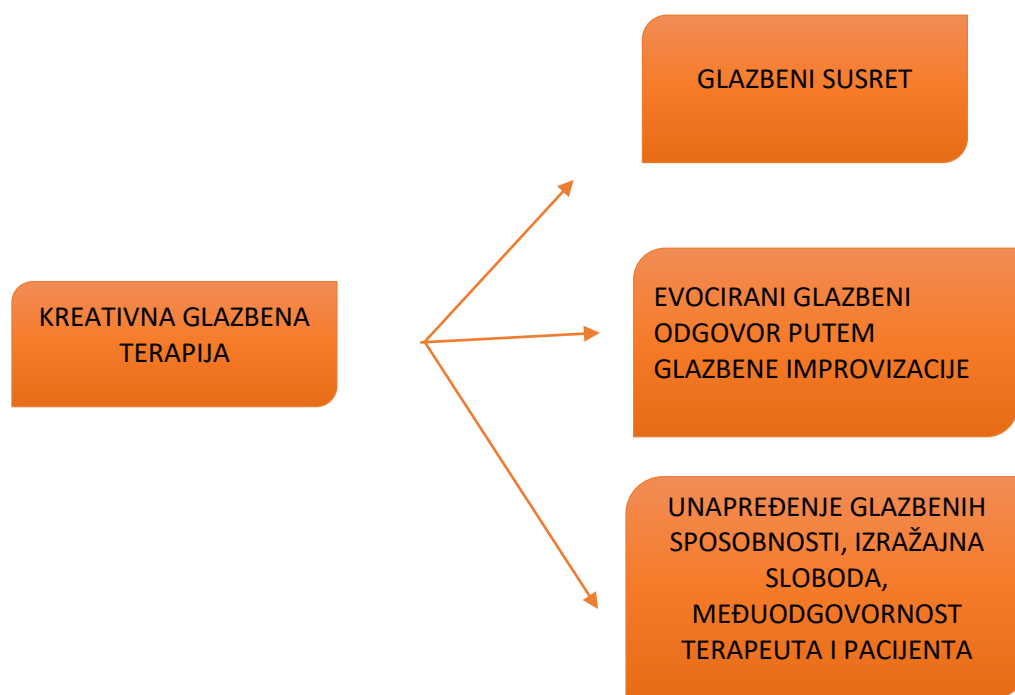 GLAZBENI SUSRET
KREATIVNA GLAZBENA
TERAPIJA
EVOCIRANI GLAZBENI
ODGOVOR PUTEM
GLAZBENE IMPROVIZACIJE
UNAPREĐENJE GLAZBENIH
SPOSOBNOSTI, IZRAŽAJNA
SLOBODA,
MEĐUODGOVORNOST
TERAPEUTA I PACIJENTA